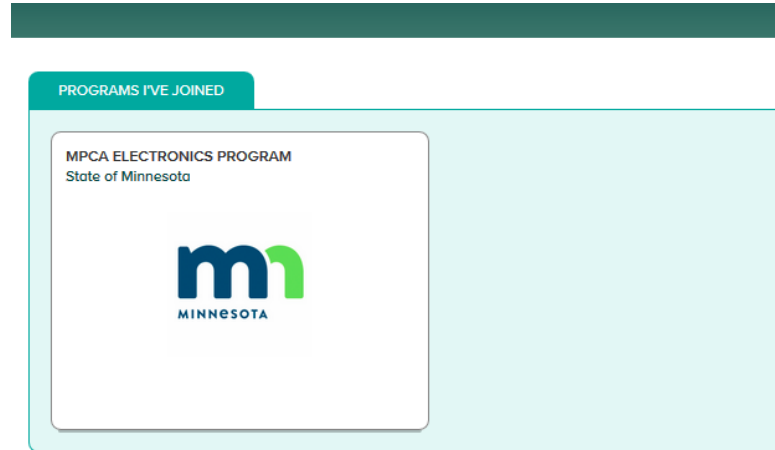 PROGRAMS I'VE JOINED
MPCA ELECTRONICS PROGRAM
State of Minnesota
mn
MINNESOTA